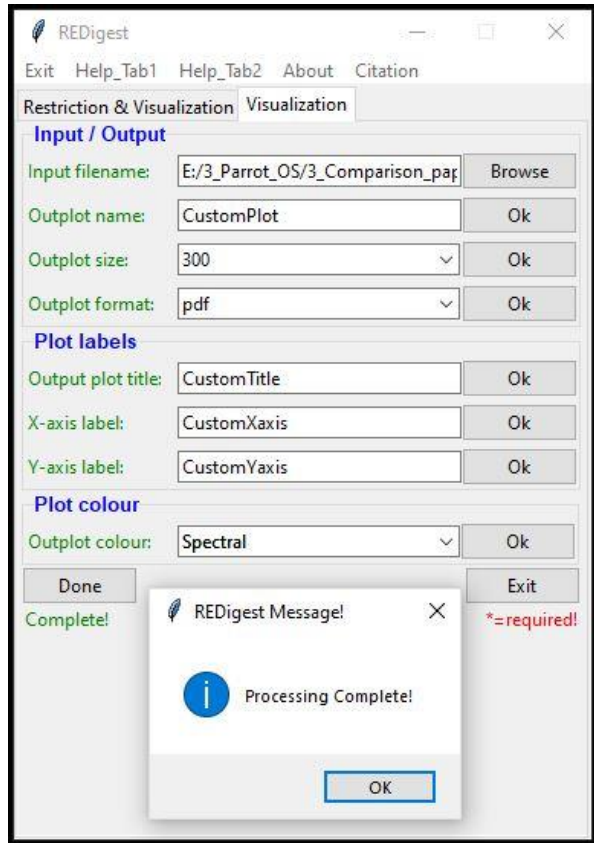 REDigest
Exit Help_Tab1 Help_Tab2 About Citation
Restriction & Visualization Visualization
Input / Output
Input filename: E:/3_Parrot_OS/3_Comparison_pap Browse
Outplot name: CustomPlot Ok
Outplot size: 300 Ok
Outplot format: pdf Ok
Plot labels
Output plot title: CustomTitle Ok
X-axis label: CustomXaxis Ok
Y-axis label: CustomYaxis Ok
Plot colour
Outplot colour: Spectral Ok
Done Exit
Complete! *=required!
REDigest Message!
Processing Complete!
OK